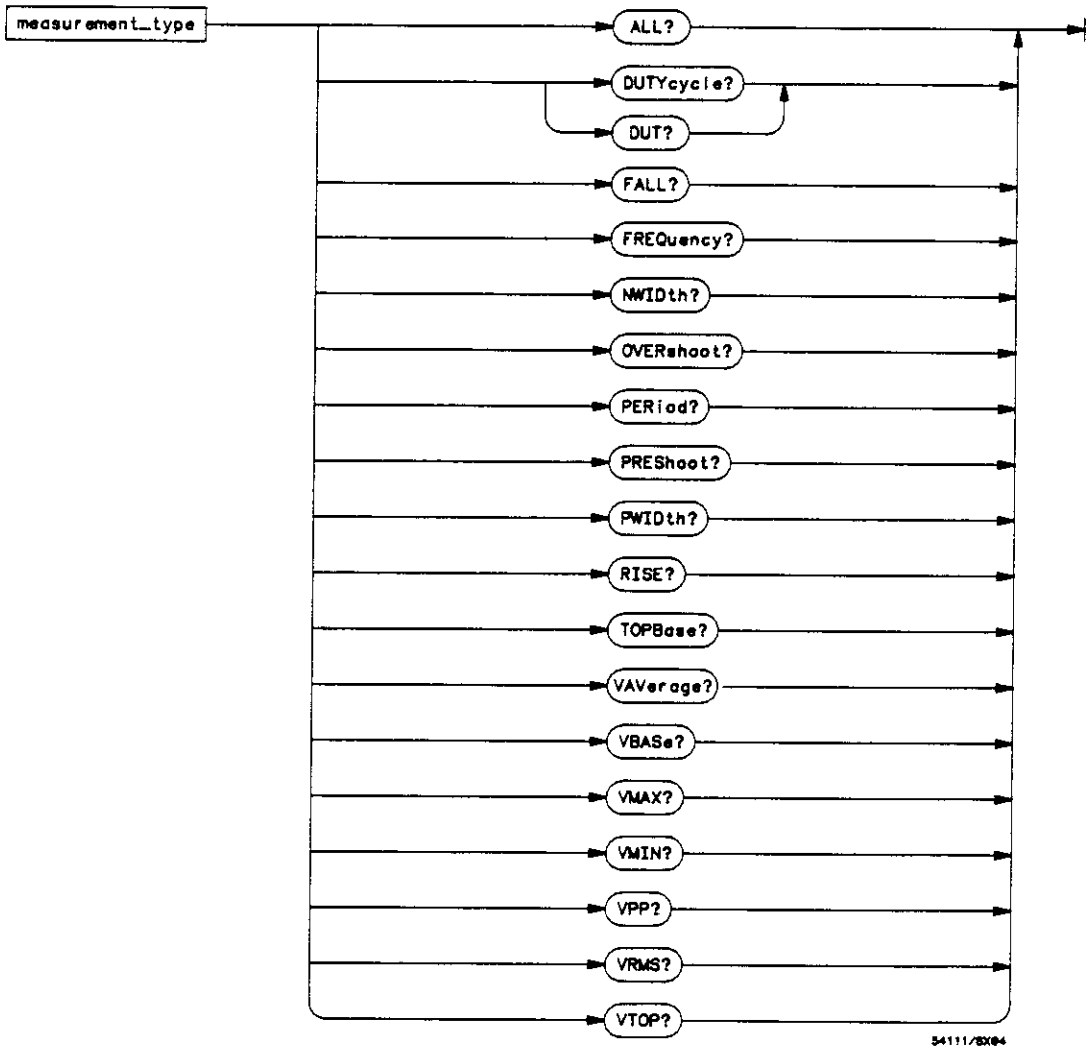 measurement_type
ALL?
DUTYcycle?
DUT?
FALL?
FREQuency?
NWIDth?
OVERshoot?
PERiod?
PREShoot?
PWIDth?
RISE?
TOPBase?
VAVerage?
VBASe?
VMAX?
VMIN?
VPP?
VRMS?
VTOP?
54111/SX04